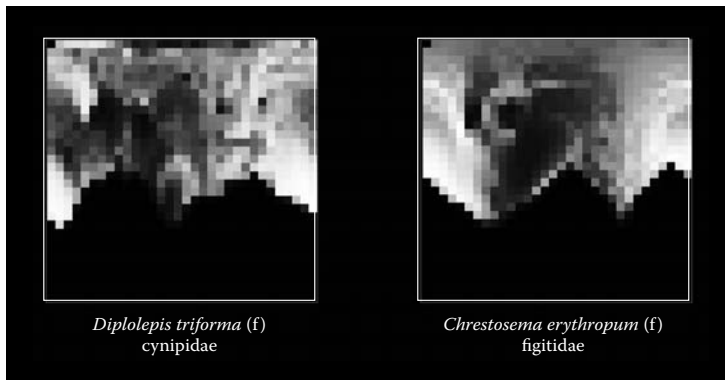 Diplolepis triforma (f)
cynipidae
Chrestosema erythropum (f)
figitidae